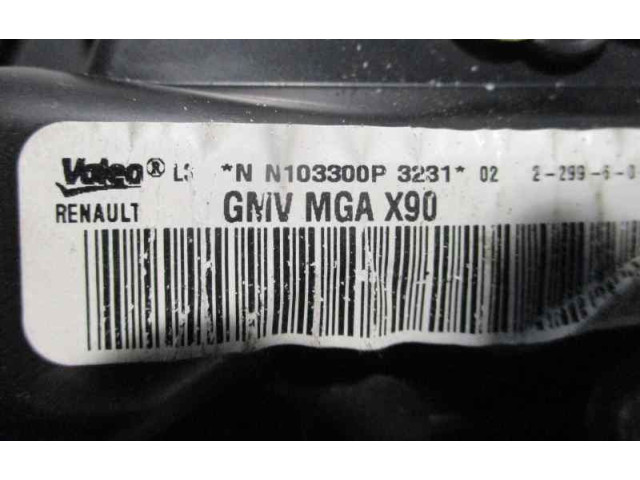 Valeo® *N N103300P 3231* 02 2-299-6-0
RENAULT GMV MGA X90